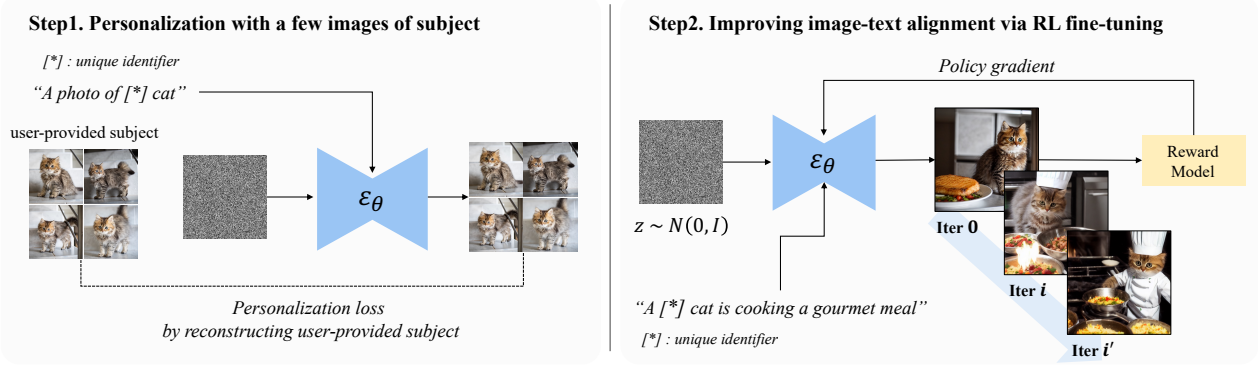 Step1. Personalization with a few images of subject
[*] : unique identifier
“A photo of [*] cat”
user-provided subject
ε_θ
Personalization loss
by reconstructing user-provided subject
Step2. Improving image-text alignment via RL fine-tuning
Policy gradient
ε_θ
Reward
Model
z ~ N(0, I)
Iter 0
Iter i
“A [*] cat is cooking a gourmet meal”
[*] : unique identifier
Iter i′